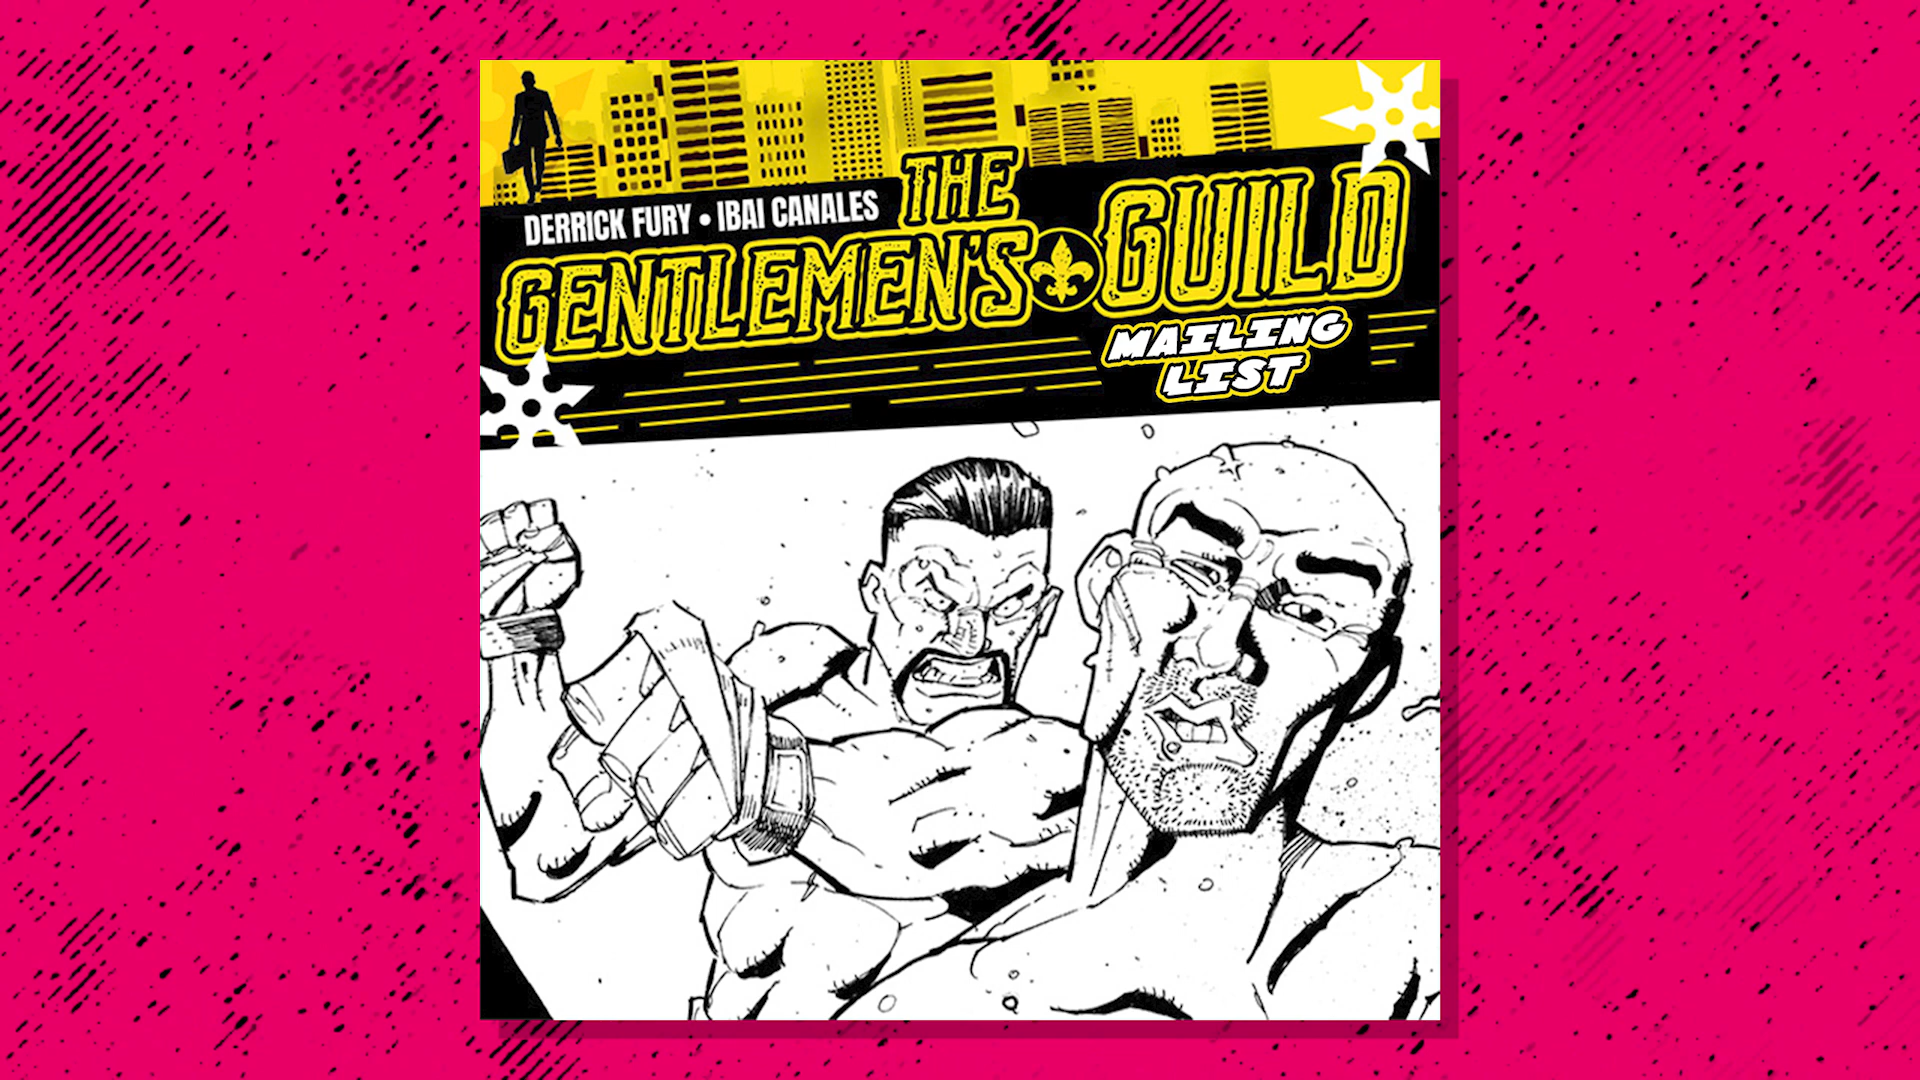 DERRICK FURY • IBAI CANALES
THE
GENTLEMEN'S GUILD
MAILING
LIST